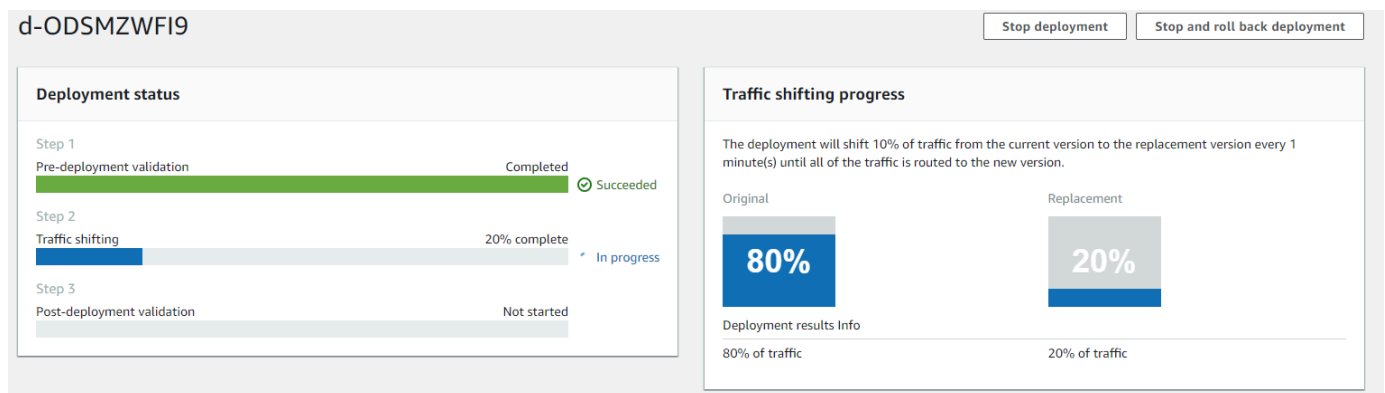 d-ODSMZWFI9
Stop deployment
Stop and roll back deployment
Deployment status
Step 1
Pre-deployment validation
Completed
Succeeded
Step 2
Traffic shifting
20% complete
In progress
Step 3
Post-deployment validation
Not started
Traffic shifting progress
The deployment will shift 10% of traffic from the current version to the replacement version every 1
minute(s) until all of the traffic is routed to the new version.
Original
Replacement
80%
20%
Deployment results Info
80% of traffic
20% of traffic